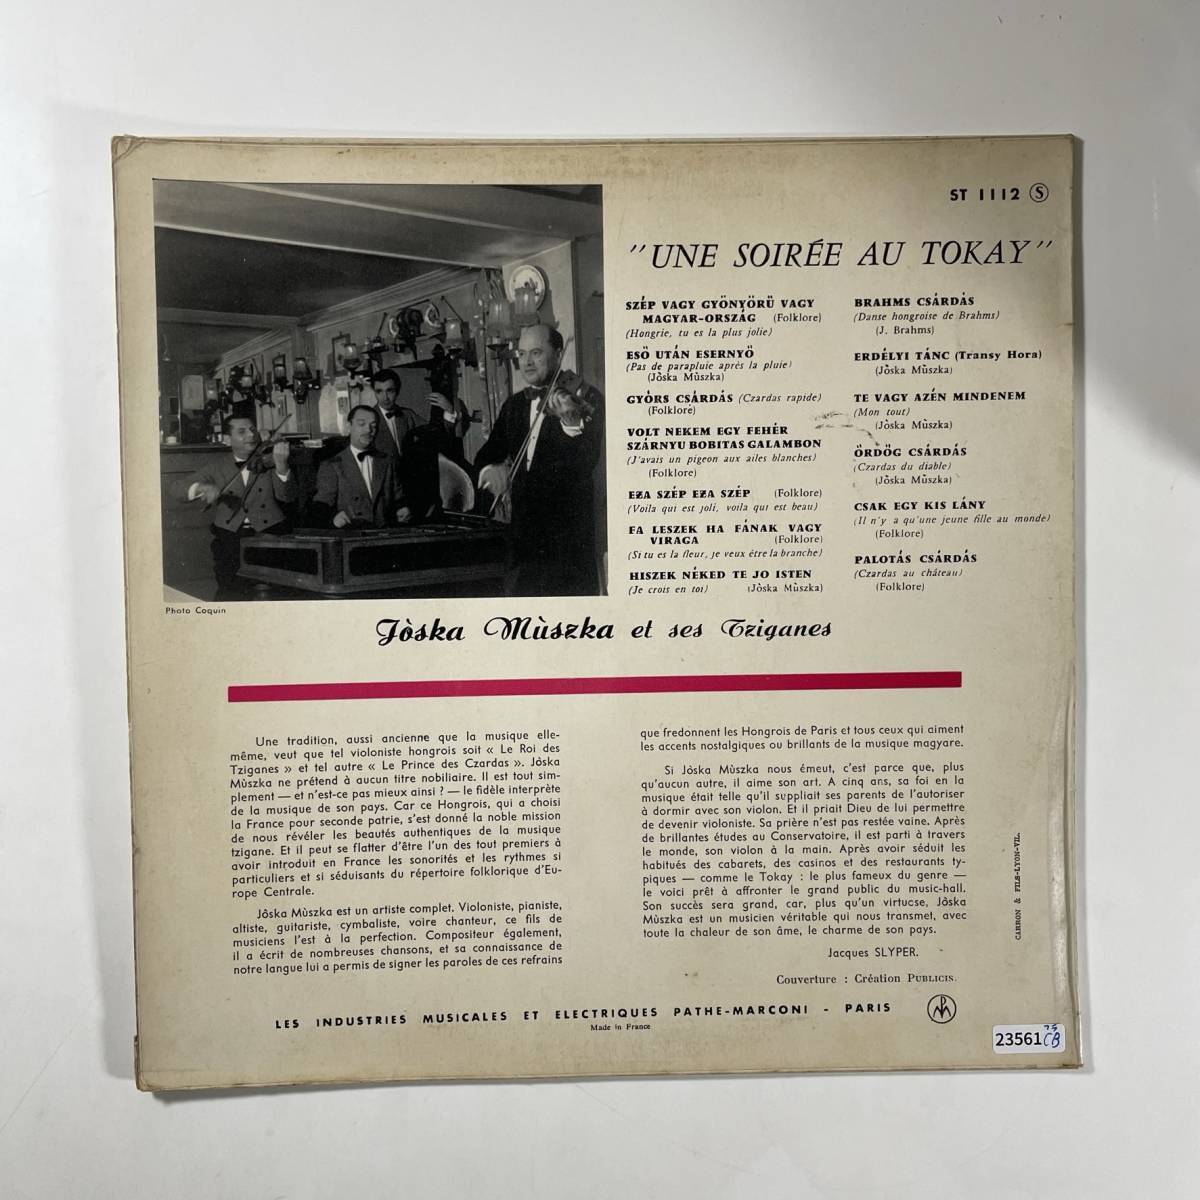 ST 1112 S
"UNE SOIRÉE AU TOKAY"
SZÉP VAGY GYÖNYÖRÜ VAGY
MAGYAR-ORSZÁG (Folklore)
(Hongrie, tu es la plus jolie)
ESÖ UTÁN ESERNYÖ
(Pas de parapluie après la pluie)
(Jòska Mùszka)
GYÒRS CSÁRDÁS (Czardas rapide)
(Folklore)
VOLT NEKEM EGY FEHÉR
SZÁRNYU BOBITAS GALAMBON
(J'avais un pigeon aux ailes blanches)
(Folklore)
EZA SZÉP EZA SZÉP (Folklore)
(Voila qui est joli, voila qui est beau)
FA LESZEK HA FÁNAK VAGY
VIRAGA (Folklore)
(Si tu es la fleur, je veux être la branche)
HISZEK NÉKED TE JO ISTEN
(Je crois en toi) (Jòska Mùszka)
BRAHMS CSÁRDÁS
(Danse hongroise de Brahms)
(J. Brahms)
ERDÉLYI TÁNC (Transy Hora)
(Jòska Mùszka)
TE VAGY AZÉN MINDENEM
(Mon tout)
(Jòska Mùszka)
ÖRDÖG CSÁRDÁS
(Czardas du diable)
(Jòska Mùszka)
CSAK EGY KIS LÁNY
(Il n'y a qu'une jeune fille au monde)
(Folklore)
PALOTÁS CSÁRDÁS
(Czardas au château)
(Folklore)
Photo Coquin
Jòska Mùszka et ses Tziganes
Une tradition, aussi ancienne que la musique elle-
même, veut que tel violoniste hongrois soit « Le Roi des
Tziganes » et tel autre « Le Prince des Czardas ». Jòska
Mùszka ne prétend à aucun titre nobiliaire. Il est tout sim-
plement — et n'est-ce pas mieux ainsi ? — le fidèle interprète
de la musique de son pays. Car ce Hongrois, qui a choisi
la France pour seconde patrie, s'est donné la noble mission
de nous révéler les beautés authentiques de la musique
tzigane. Et il peut se flatter d'être l'un des tout premiers à
avoir introduit en France les sonorités et les rythmes si
particuliers et si séduisants du répertoire folklorique d'Eu-
rope Centrale.
Jòska Mùszka est un artiste complet. Violoniste, pianiste,
altiste, guitariste, cymbaliste, voire chanteur, ce fils de
musiciens l'est à la perfection. Compositeur également,
il a écrit de nombreuses chansons, et sa connaissance de
notre langue lui a permis de signer les paroles de ces refrains
que fredonnent les Hongrois de Paris et tous ceux qui aiment
les accents nostalgiques ou brillants de la musique magyare.
Si Jòska Mùszka nous émeut, c'est parce que, plus
qu'aucun autre, il aime son art. A cinq ans, sa foi en la
musique était telle qu'il suppliait ses parents de l'autoriser
à dormir avec son violon. Et il priait Dieu de lui permettre
de devenir violoniste. Sa prière n'est pas restée vaine. Après
de brillantes études au Conservatoire, il est parti à travers
le monde, son violon à la main. Après avoir séduit les
habitués des cabarets, des casinos et des restaurants ty-
piques — comme le Tokay : le plus fameux du genre —
le voici prêt à affronter le grand public du music-hall.
Son succès sera grand, car, plus qu'un virtuose, Jòska
Mùszka est un musicien véritable qui nous transmet, avec
toute la chaleur de son âme, le charme de son pays.
Jacques SLYPER.
Couverture : Création PUBLICIS.
CARRON & FILS-LYON-VIL.
LES INDUSTRIES MUSICALES ET ELECTRIQUES PATHE-MARCONI - PARIS
Made in France
23561 75 CB